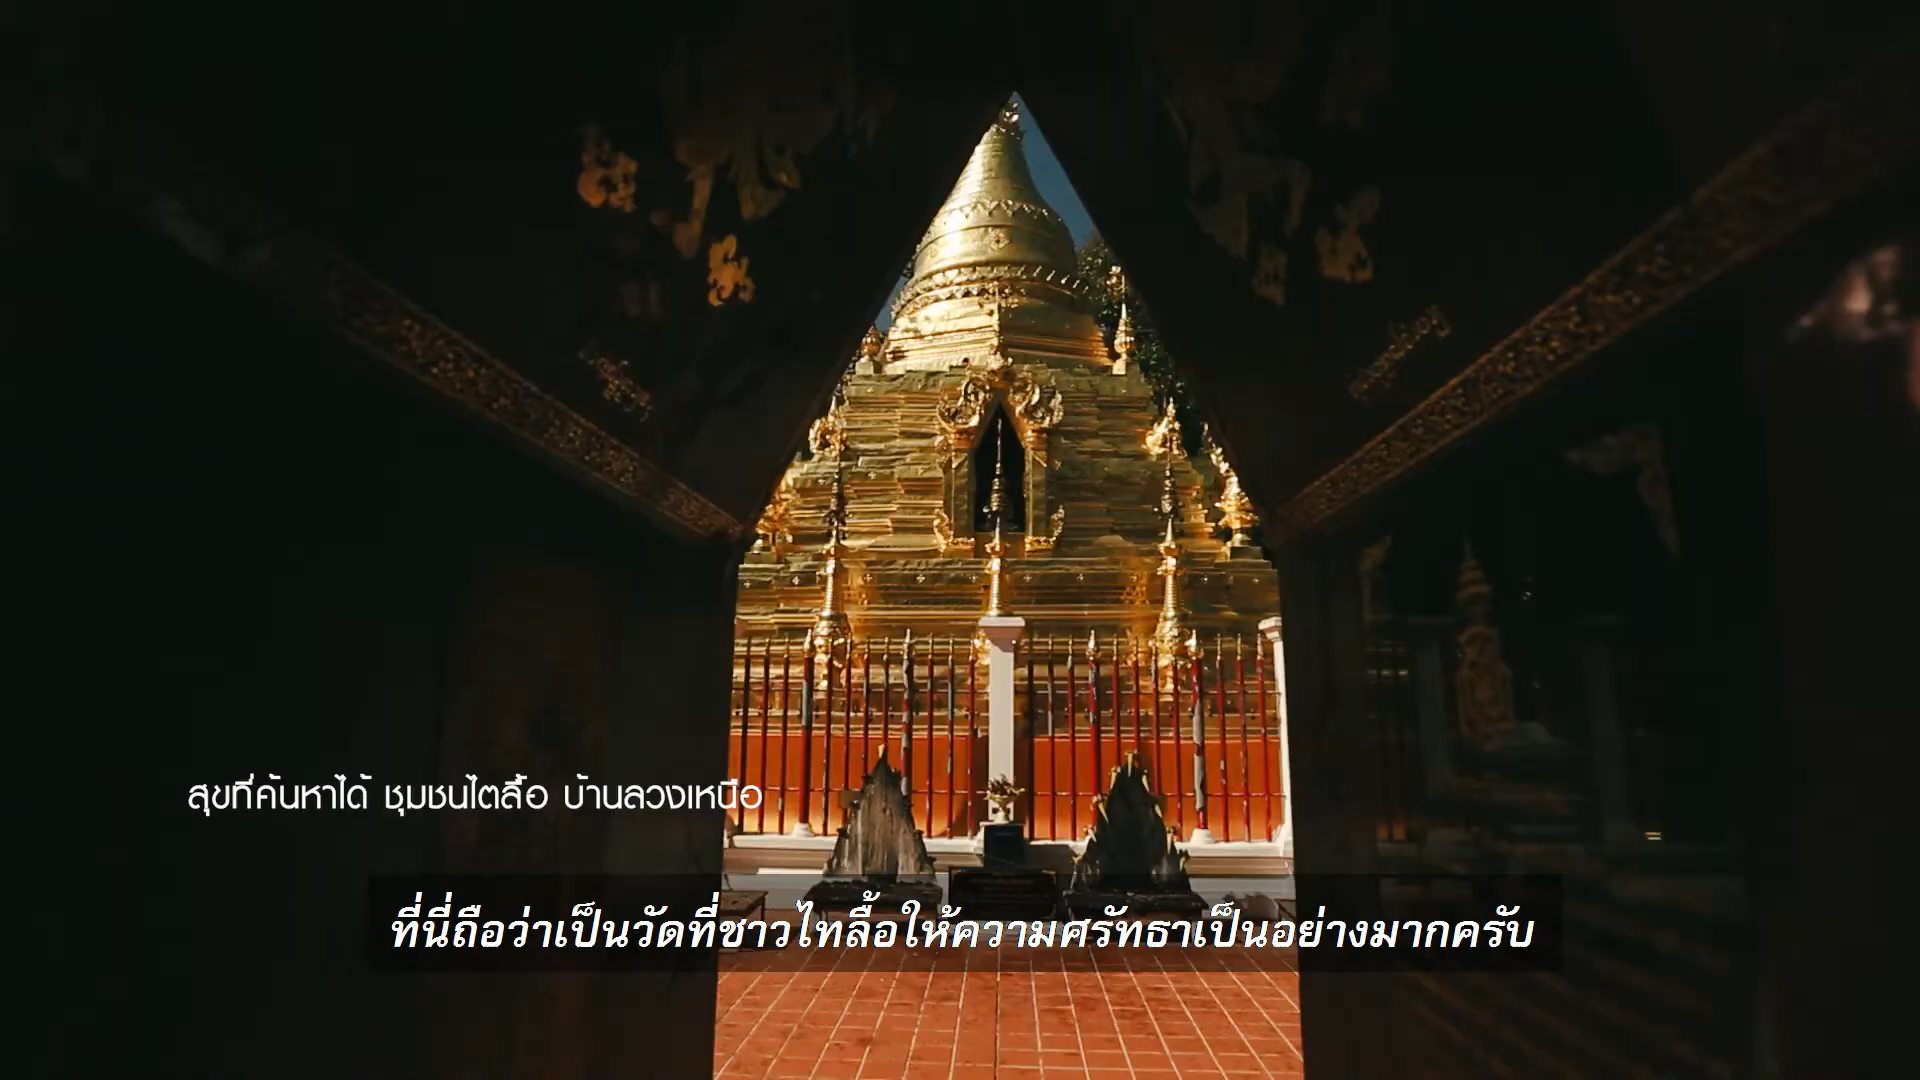 สุขที่ค้นหาได้ ชุมชนไตลื้อ บ้านลวงเหนือ
ที่นี่ถือว่าเป็นวัดที่ชาวไทลื้อให้ความศรัทธาเป็นอย่างมากครับ